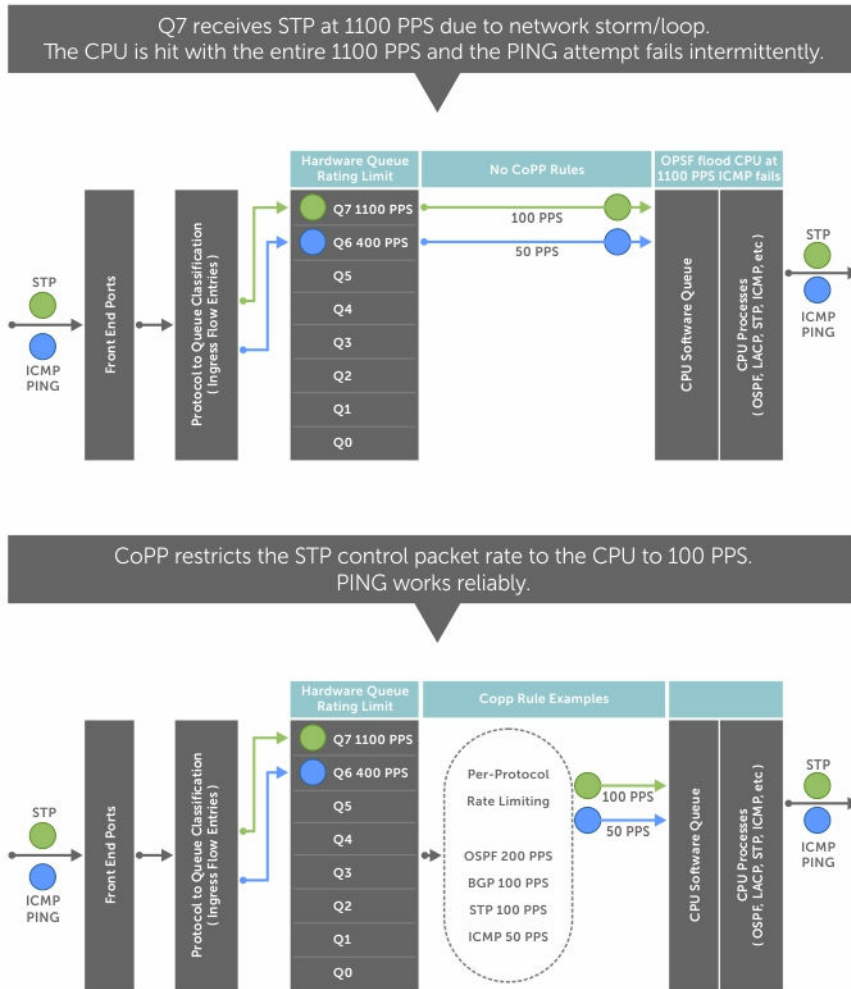 Q7 receives STP at 1100 PPS due to network storm/loop.
The CPU is hit with the entire 1100 PPS and the PING attempt fails intermittently.
Hardware Queue
Rating Limit
No CoPP Rules
OPSF flood CPU at
1100 PPS ICMP fails
STP
ICMP
PING
Front End Ports
Protocol to Queue Classification
( Ingress Flow Entries )
Q7 1100 PPS
Q6 400 PPS
Q5
Q4
Q3
Q2
Q1
Q0
100 PPS
50 PPS
CPU Software Queue
CPU Processes
( OSPF, LACP, STP, ICMP, etc )
STP
ICMP
PING
CoPP restricts the STP control packet rate to the CPU to 100 PPS.
PING works reliably.
Hardware Queue
Rating Limit
Copp Rule Examples
STP
ICMP
PING
Front End Ports
Protocol to Queue Classification
( Ingress Flow Entries )
Q7 1100 PPS
Q6 400 PPS
Q5
Q4
Q3
Q2
Q1
Q0
Per-Protocol
Rate Limiting
OSPF 200 PPS
BGP 100 PPS
STP 100 PPS
ICMP 50 PPS
100 PPS
50 PPS
CPU Software Queue
CPU Processes
( OSPF, LACP, STP, ICMP, etc )
STP
ICMP
PING